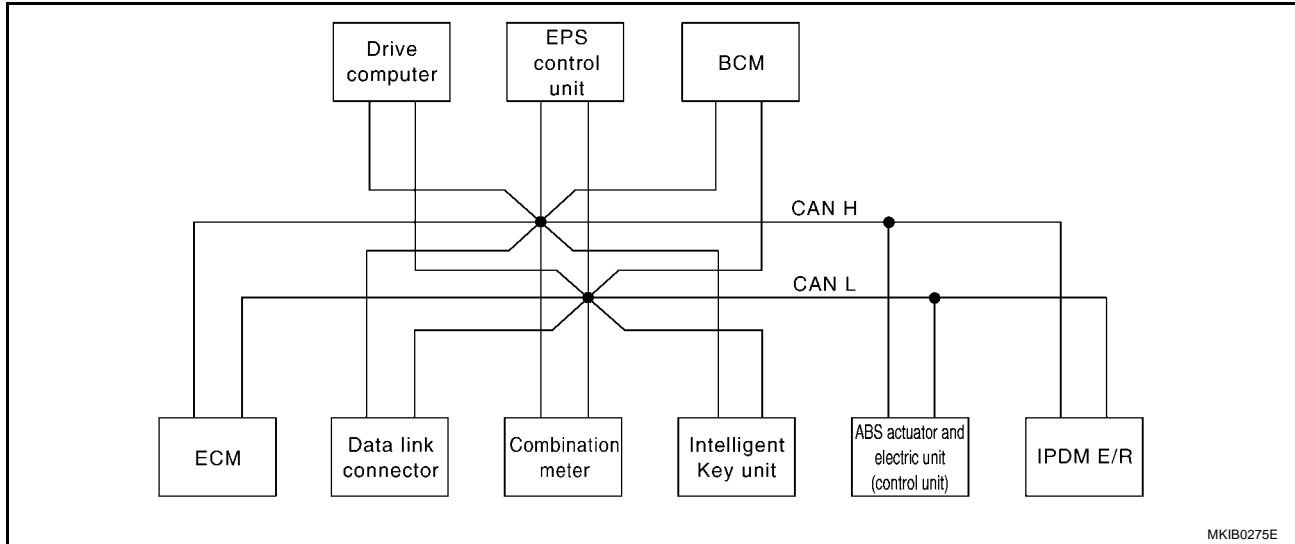 Drive
computer
EPS
control
unit
BCM
CAN H
CAN L
ECM
Data link
connector
Combination
meter
Intelligent
Key unit
ABS actuator and
electric unit
(control unit)
IPDM E/R
MKIB0275E